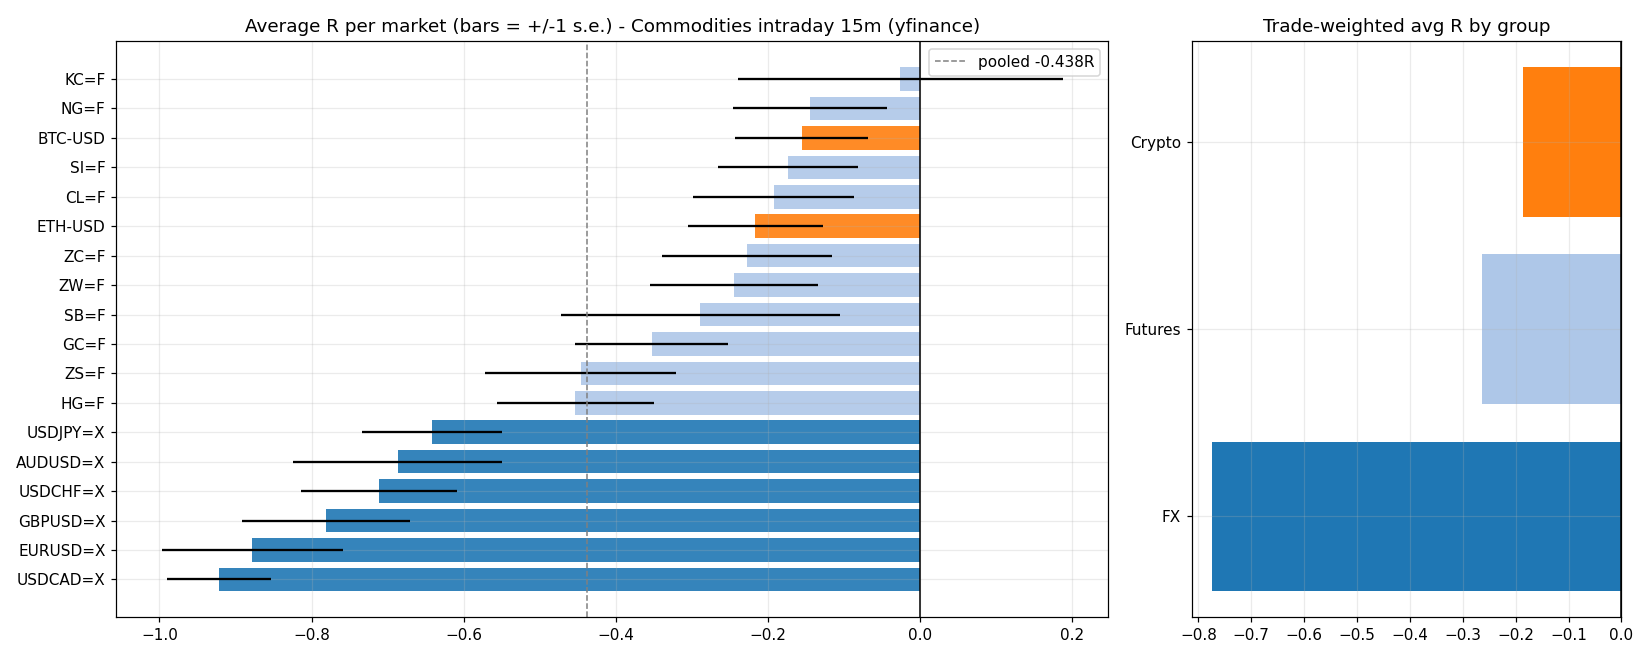 Average R per market (bars = +/-1 s.e.) - Commodities intraday 15m (yfinance)
pooled -0.438R
KC=F
NG=F
BTC-USD
SI=F
CL=F
ETH-USD
ZC=F
ZW=F
SB=F
GC=F
ZS=F
HG=F
USDJPY=X
AUDUSD=X
USDCHF=X
GBPUSD=X
EURUSD=X
USDCAD=X
−1.0 −0.8 −0.6 −0.4 −0.2 0.0 0.2
Trade-weighted avg R by group
Crypto
Futures
FX
−0.8 −0.7 −0.6 −0.5 −0.4 −0.3 −0.2 −0.1 0.0